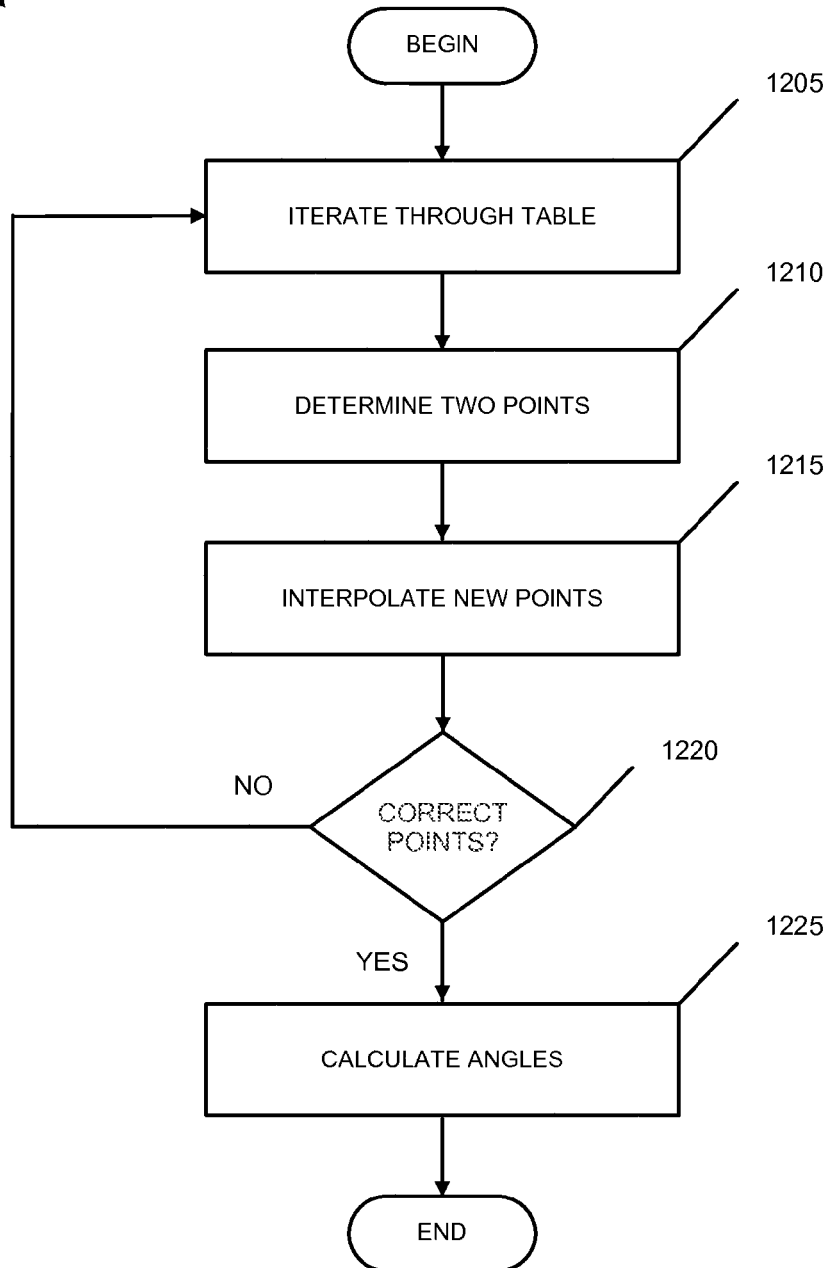 BEGIN
1205
ITERATE THROUGH TABLE
1210
DETERMINE TWO POINTS
1215
INTERPOLATE NEW POINTS
1220
NO
CORRECT
POINTS?
YES
1225
CALCULATE ANGLES
END